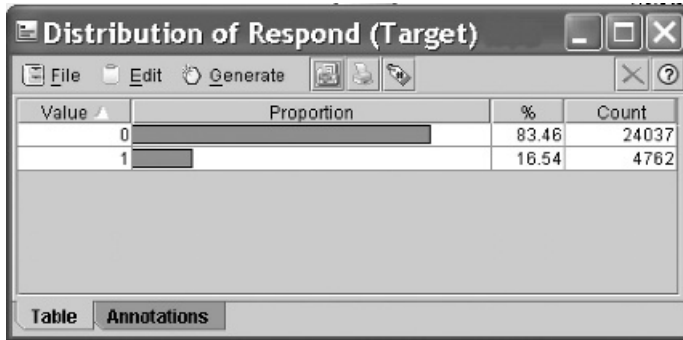 Distribution of Respond (Target)
File Edit Generate
Value Proportion % Count
0 83.46 24037
1 16.54 4762
Table Annotations